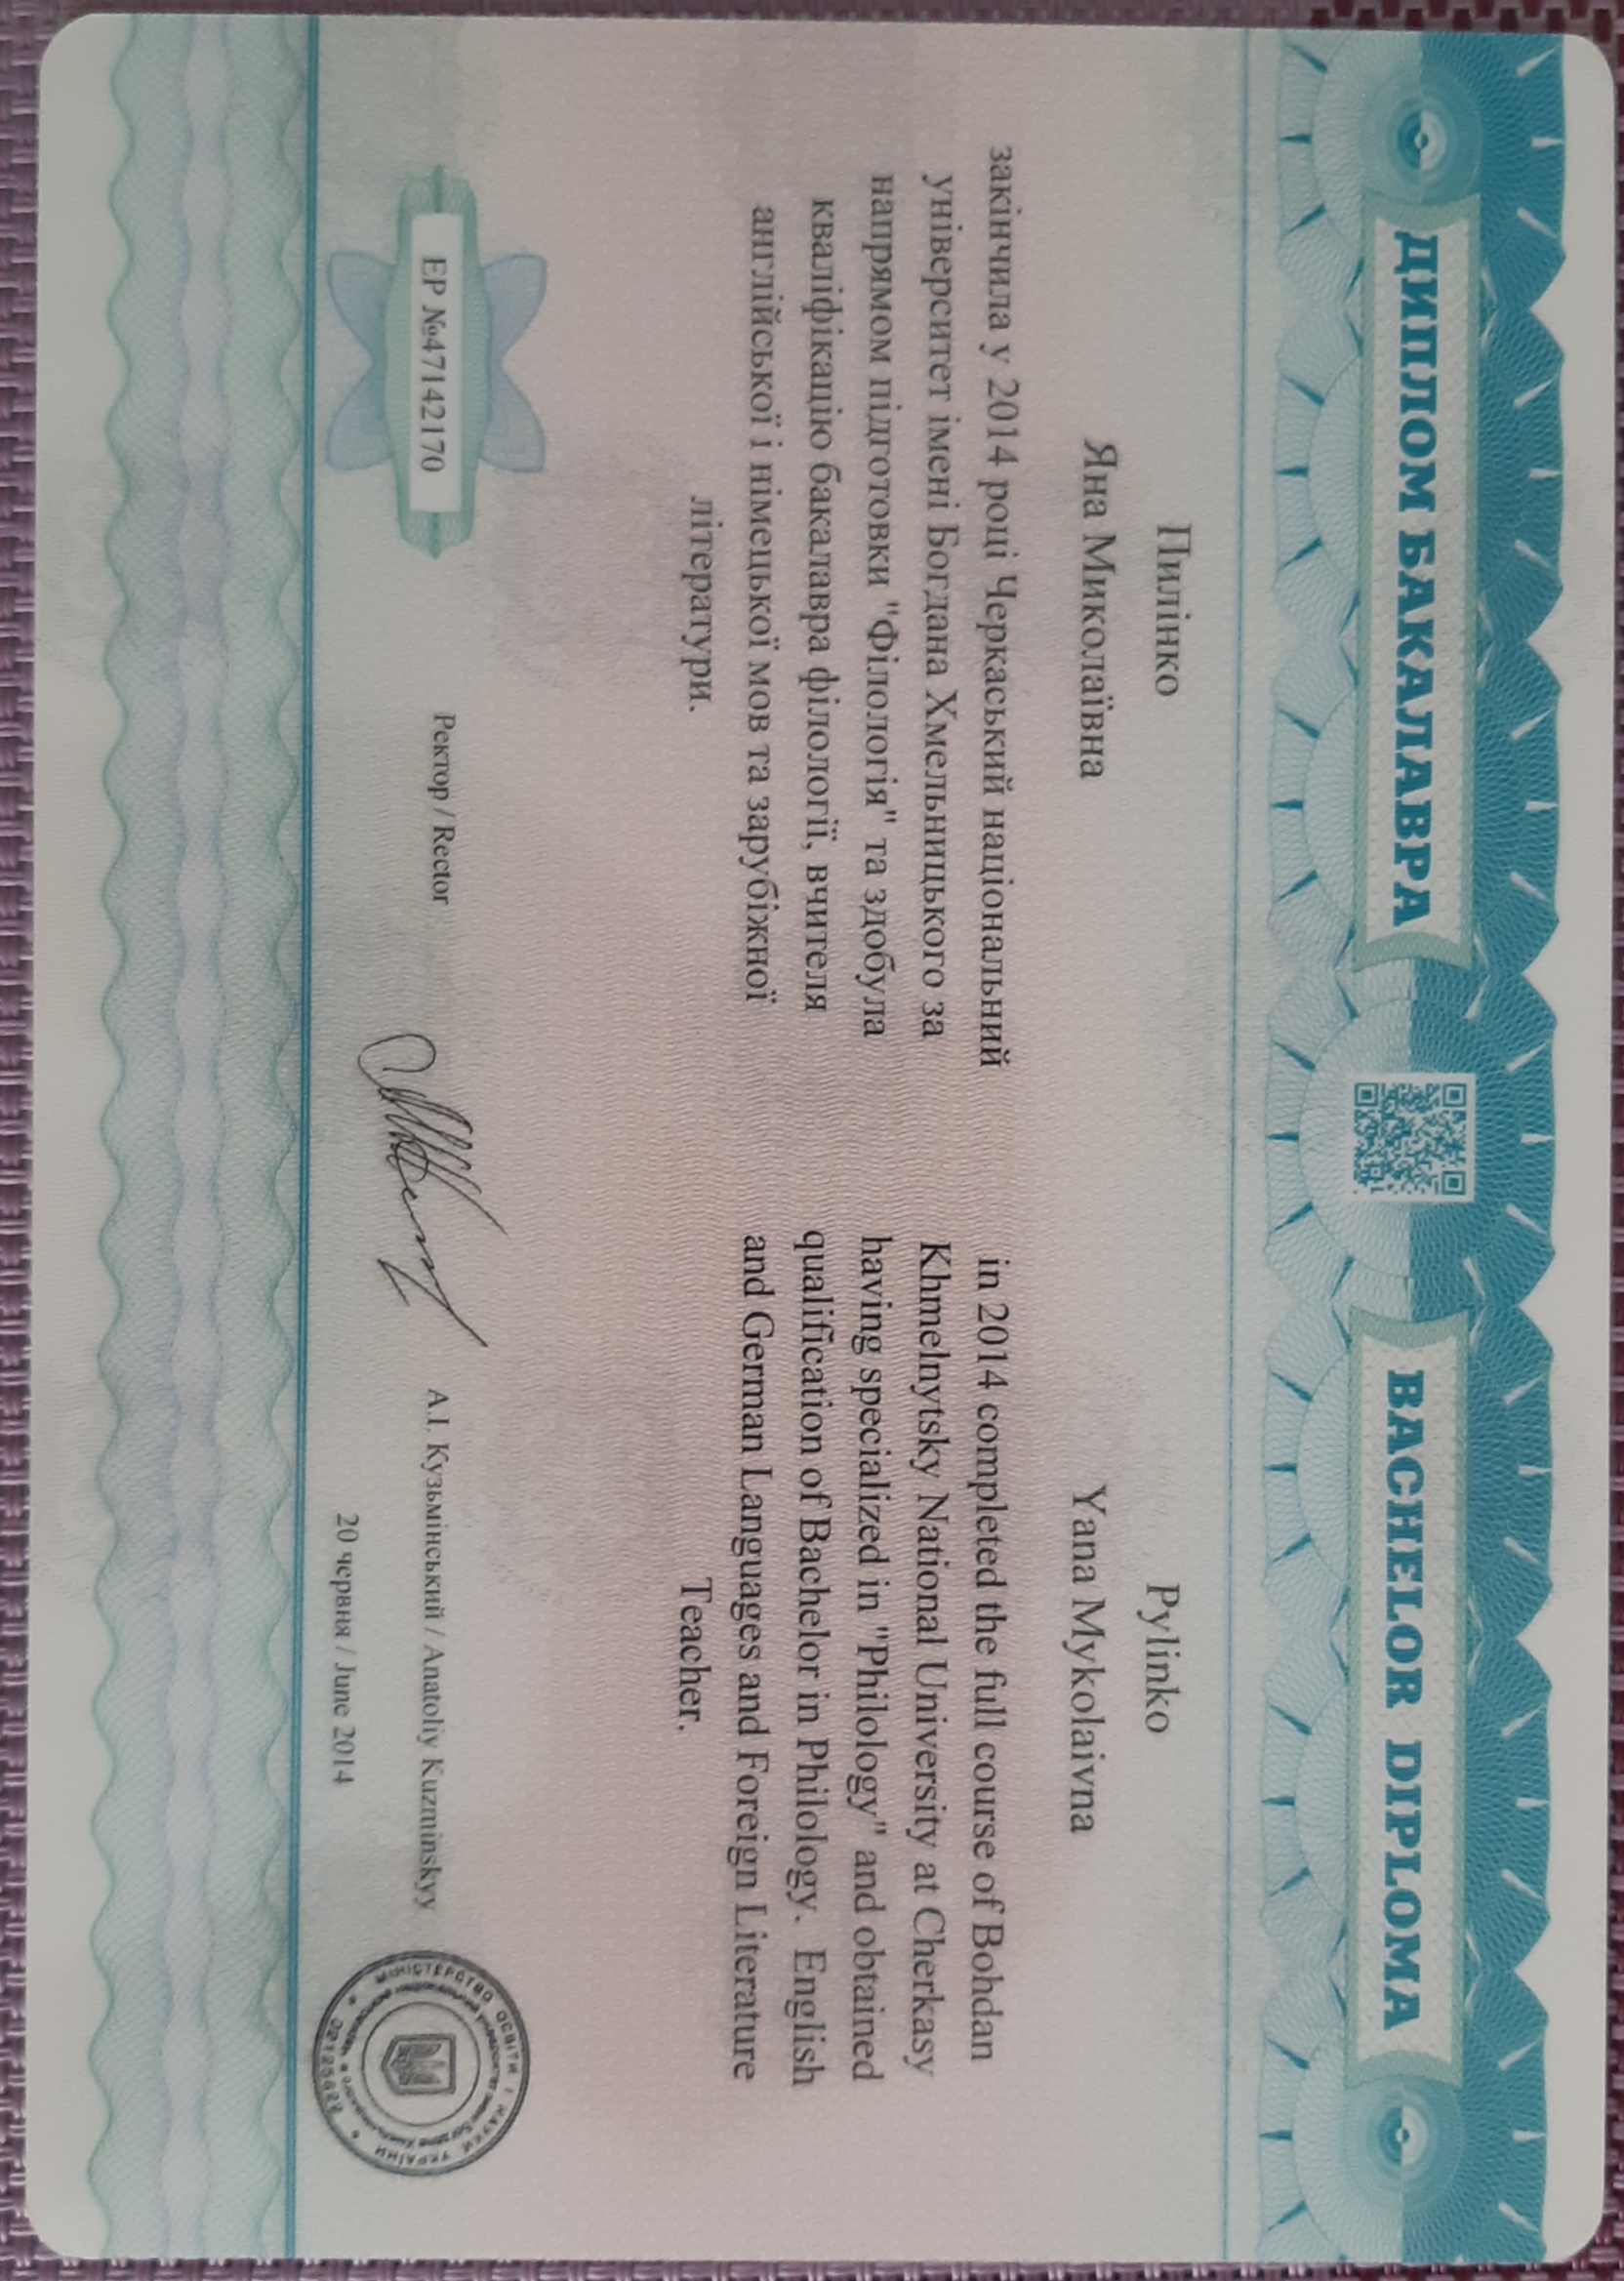 ДИПЛОМ БАКАЛАВРА
Пилінко
Яна Миколаївна
закінчила у 2014 році Черкаський національний
університет імені Богдана Хмельницького за
напрямом підготовки "Філологія" та здобула
кваліфікацію бакалавра філології, вчителя
англійської і німецької мов та зарубіжної
літератури.
BACHELOR DIPLOMA
Pylinko
Yana Mykolaivna
in 2014 completed the full course of Bohdan
Khmelnytsky National University at Cherkasy
having specialized in "Philology" and obtained
qualification of Bachelor in Philology. English
and German Languages and Foreign Literature
Teacher.
ЕР №47142170
Ректор / Rector
А.І. Кузьмінський / Anatoliy Kuzminskyy
20 червня / June 2014
МІНІСТЕРСТВО ОСВІТИ І НАУКИ УКРАЇНИ